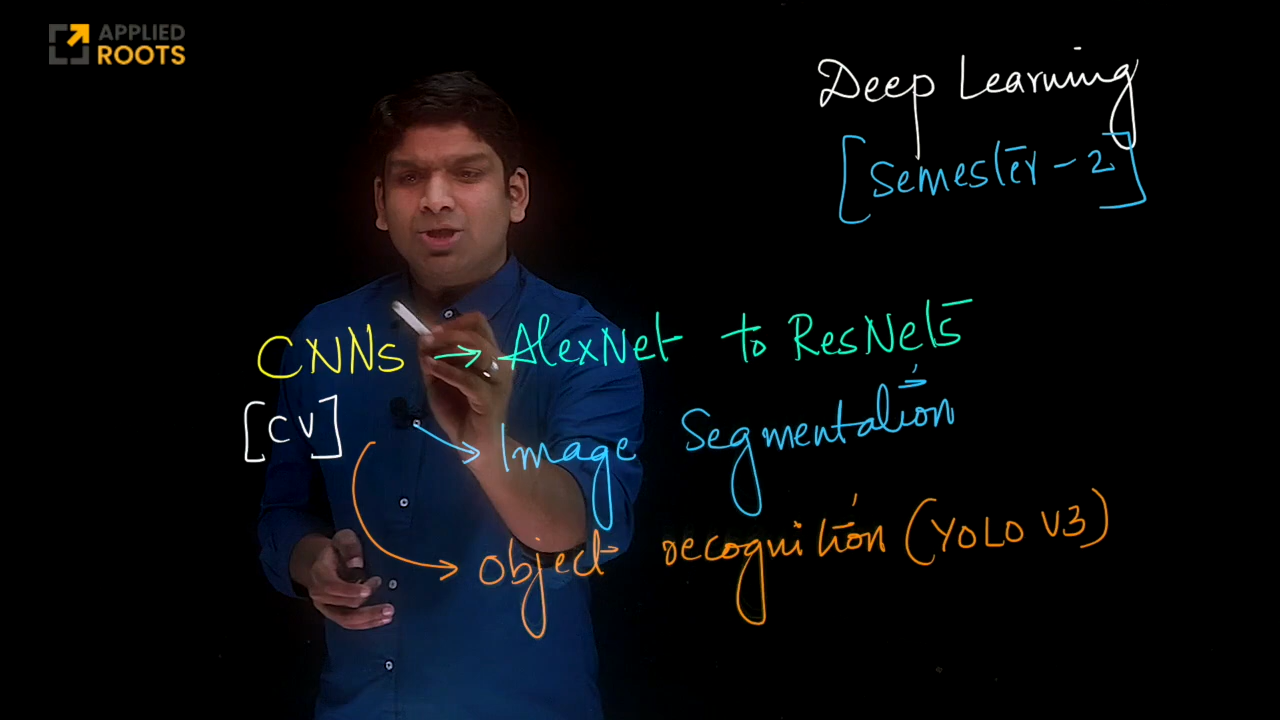 APPLIED
ROOTS
Deep Learning
[Semester - 2]
CNNs → AlexNet to ResNets
[CV]
→ Image Segmentation
→ Object recognition (YOLO V3)